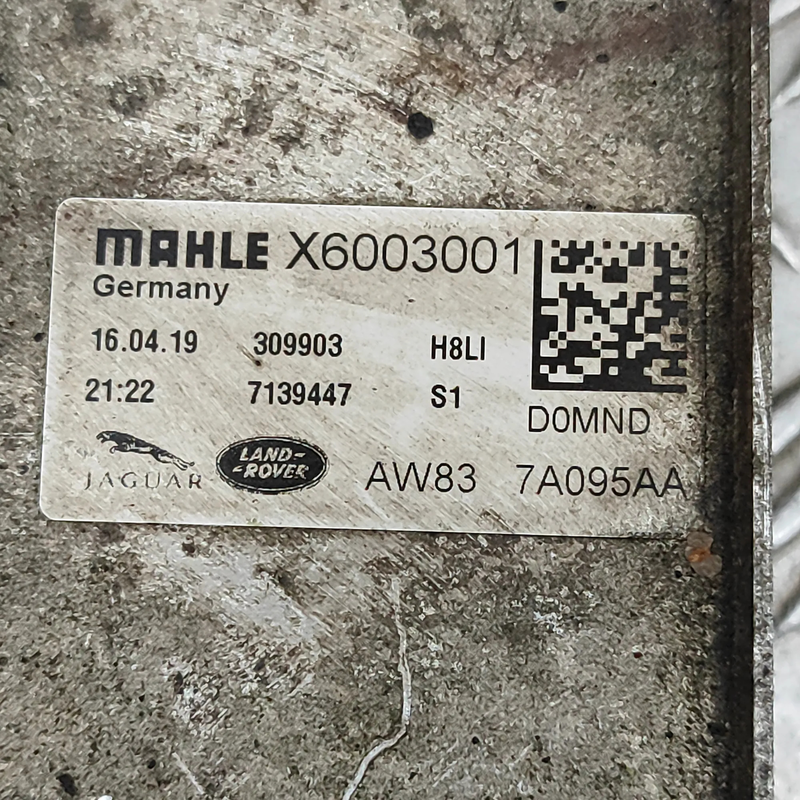 MAHLE X6003001
Germany
16.04.19 309903 H8LI
21:22 7139447 S1
D0MND
JAGUAR LAND-ROVER AW83 7A095AA